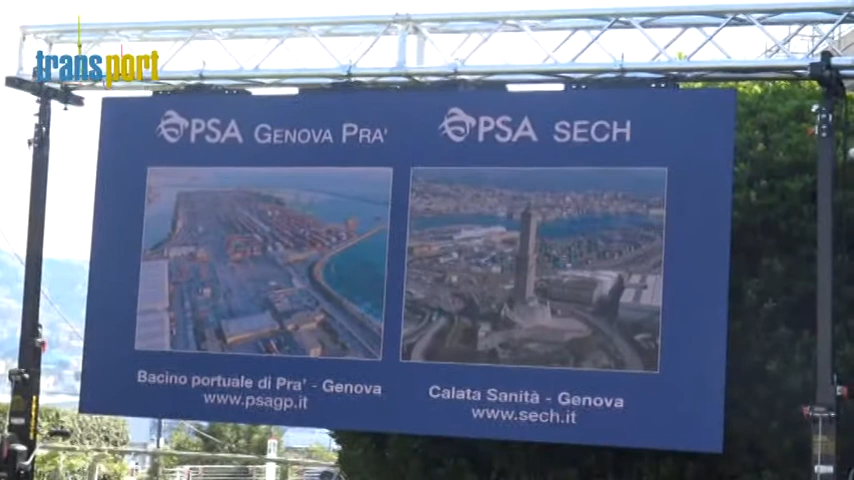 transport
PSA GENOVA PRA'
PSA SECH
Bacino portuale di Pra' - Genova
www.psagp.it
Calata Sanità - Genova
www.sech.it